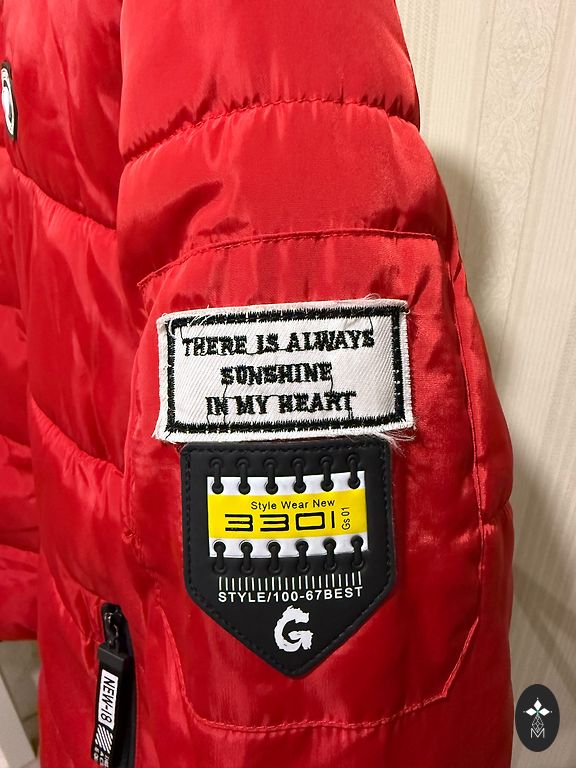 THERE IS ALWAYS
SUNSHINE
IN MY HEART
Style Wear New
3301
Gs 01
STYLE/100-67BEST
G
NEW-18
M